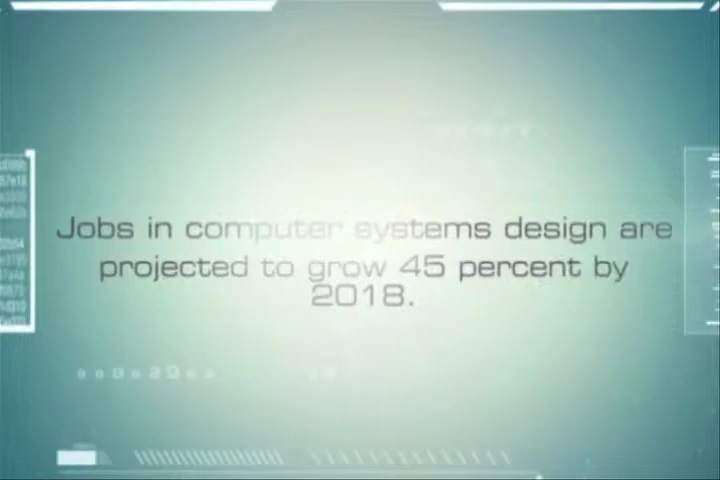 Jobs in computer systems design are
projected to grow 45 percent by
2018.